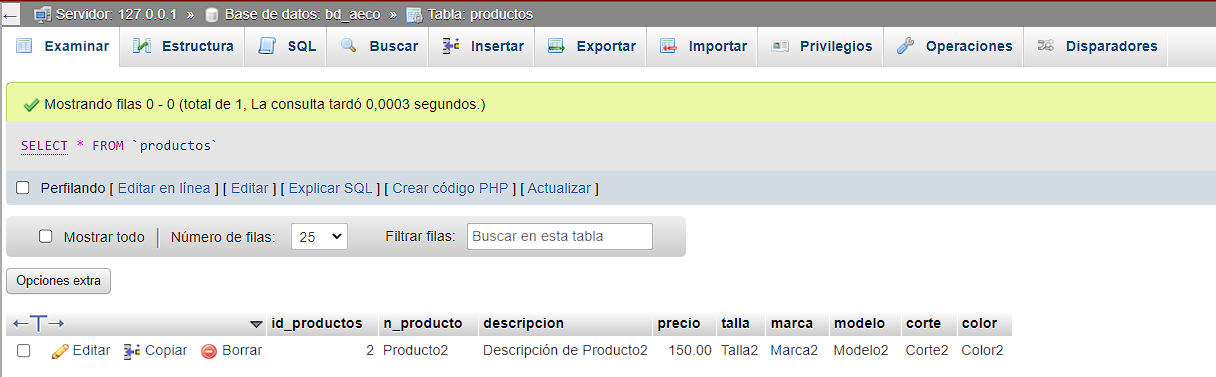 Servidor: 127.0.0.1 » Base de datos: bd_aeco » Tabla: productos
Examinar Estructura SQL Buscar Insertar Exportar Importar Privilegios Operaciones Disparadores
Mostrando filas 0 - 0 (total de 1, La consulta tardó 0,0003 segundos.)
SELECT * FROM `productos`
Perfilando [ Editar en línea ] [ Editar ] [ Explicar SQL ] [ Crear código PHP ] [ Actualizar ]
Mostrar todo Número de filas: 25 Filtrar filas: Buscar en esta tabla
Opciones extra
id_productos n_producto descripcion precio talla marca modelo corte color
Editar Copiar Borrar 2 Producto2 Descripción de Producto2 150.00 Talla2 Marca2 Modelo2 Corte2 Color2